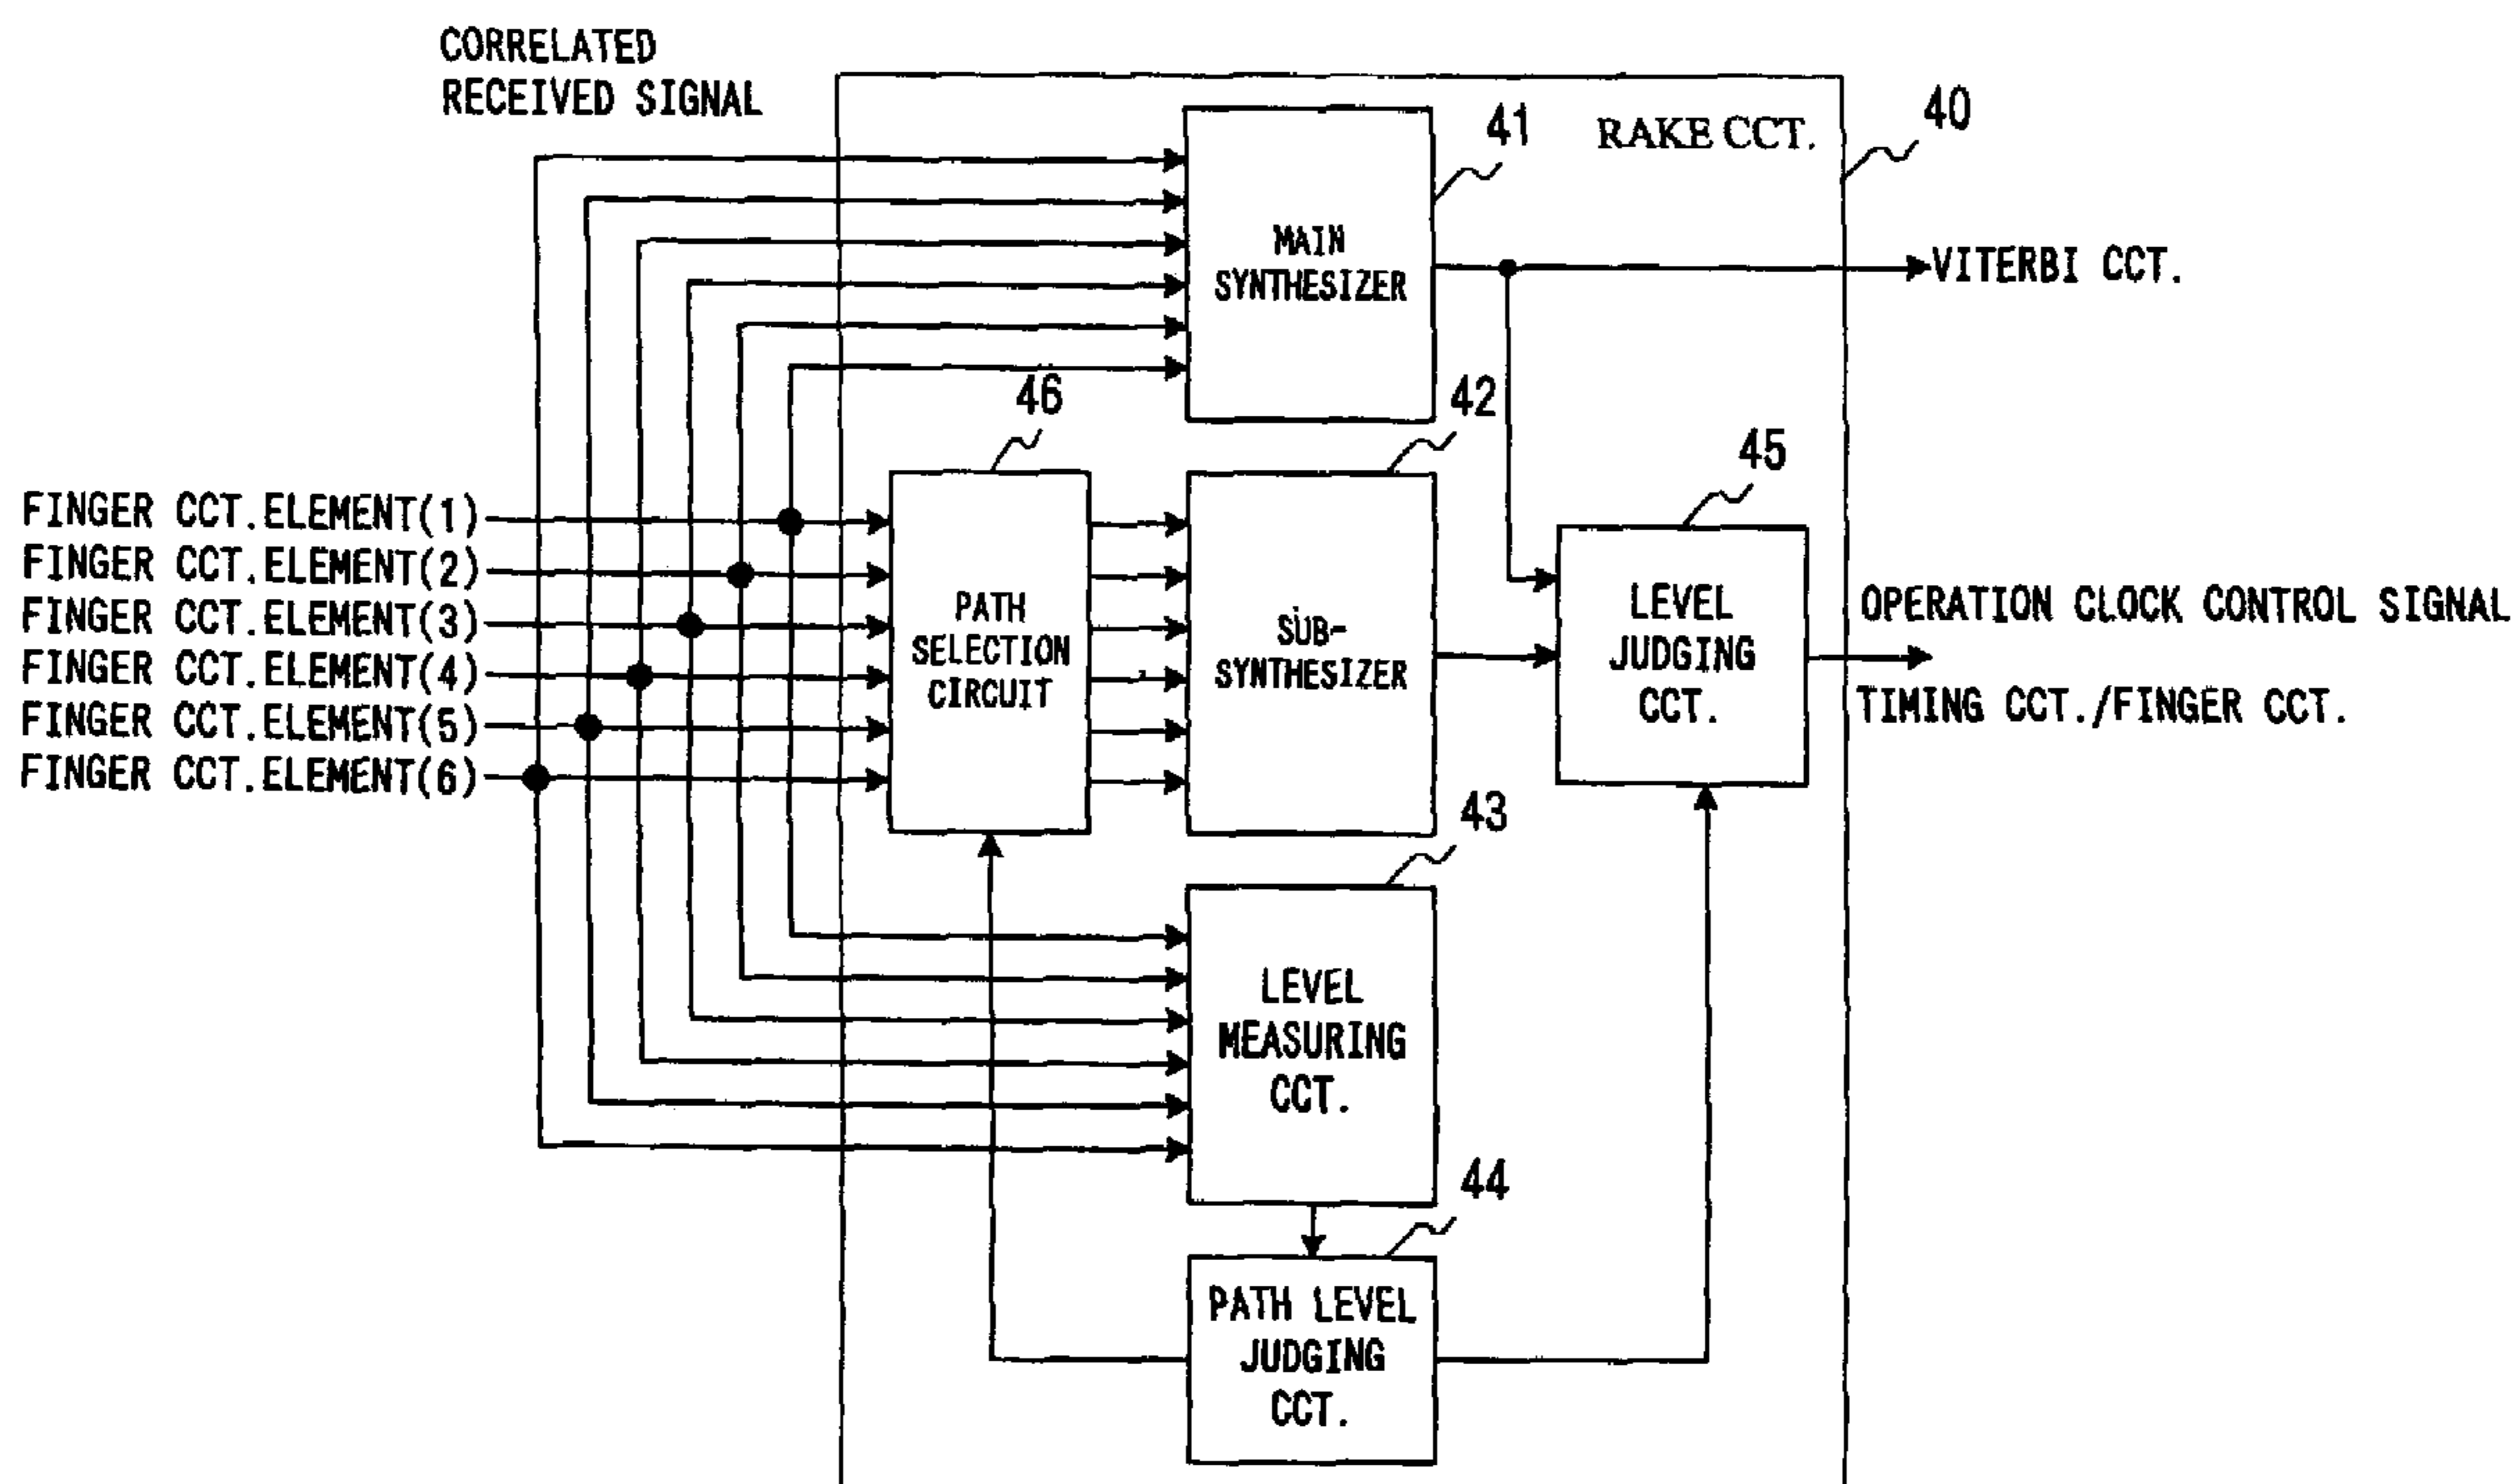 CORRELATED
RECEIVED SIGNAL
41
RAKE CCT.
40
MAIN
SYNTHESIZER
VITERBI CCT.
46
42
45
FINGER CCT.ELEMENT(1)
FINGER CCT.ELEMENT(2)
FINGER CCT.ELEMENT(3)
FINGER CCT.ELEMENT(4)
FINGER CCT.ELEMENT(5)
FINGER CCT.ELEMENT(6)
PATH
SELECTION
CIRCUIT
SUB-
SYNTHESIZER
LEVEL
JUDGING
CCT.
OPERATION CLOCK CONTROL SIGNAL
TIMING CCT./FINGER CCT.
43
LEVEL
MEASURING
CCT.
44
PATH LEVEL
JUDGING
CCT.